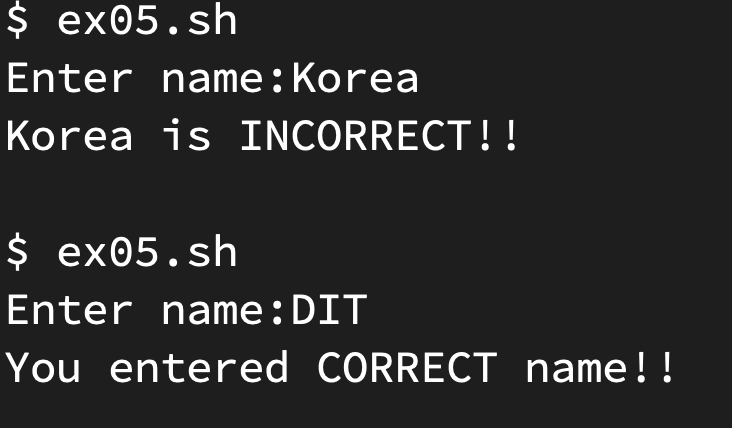 $ ex05.sh
Enter name:Korea
Korea is INCORRECT!!
$ ex05.sh
Enter name:DIT
You entered CORRECT name!!